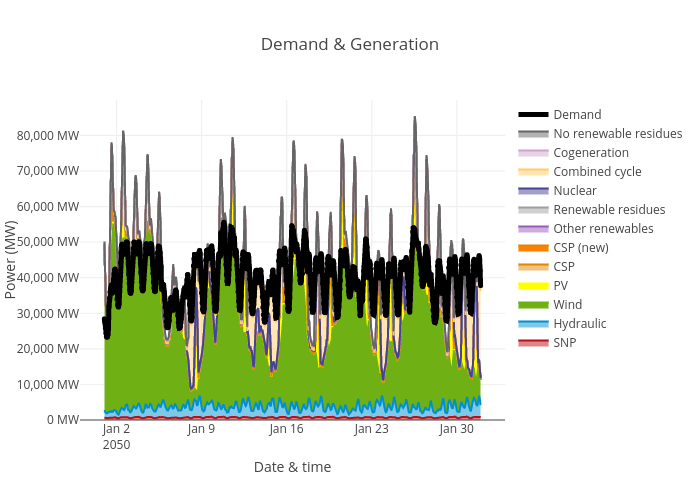 Demand & Generation
80,000 MW
70,000 MW
60,000 MW
50,000 MW
40,000 MW
30,000 MW
20,000 MW
10,000 MW
0 MW
Power (MW)
Jan 2
2050
Jan 9
Jan 16
Jan 23
Jan 30
Date & time
Demand
No renewable residues
Cogeneration
Combined cycle
Nuclear
Renewable residues
Other renewables
CSP (new)
CSP
PV
Wind
Hydraulic
SNP